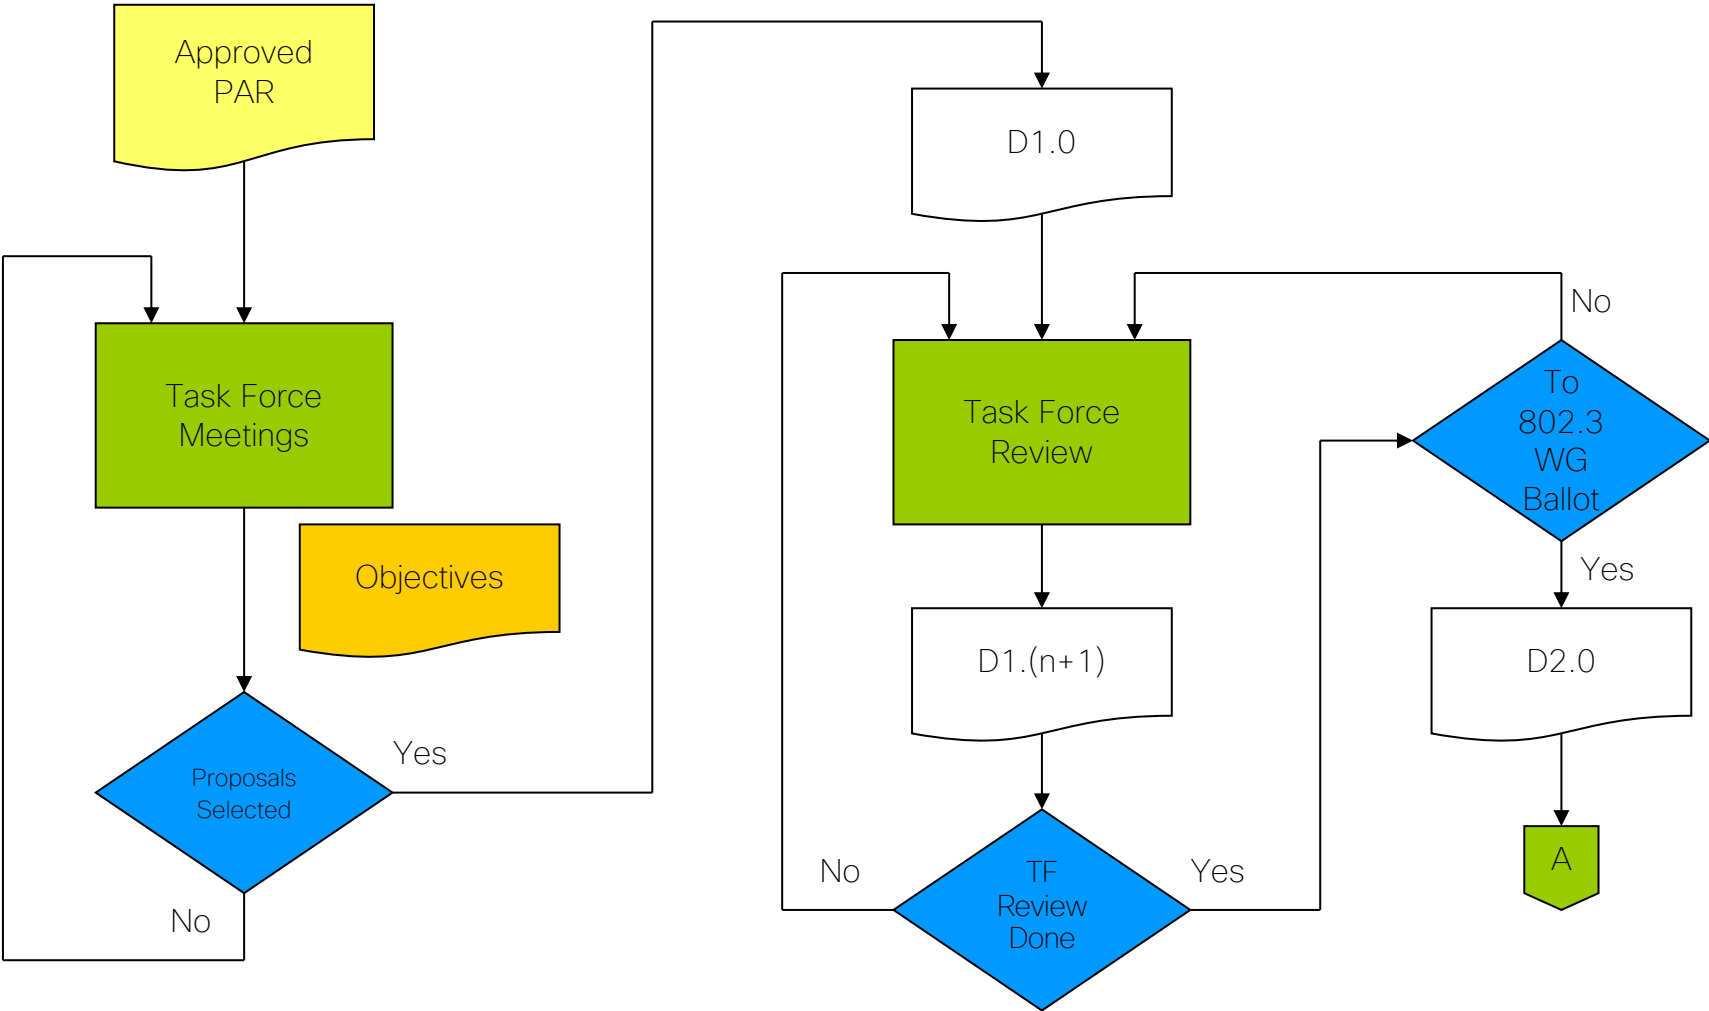 Approved
PAR
Task Force
Meetings
Objectives
Proposals
Selected
Yes
No
D1.0
Task Force
Review
D1.(n+1)
TF
Review
Done
No
Yes
To
802.3
WG
Ballot
No
Yes
D2.0
A